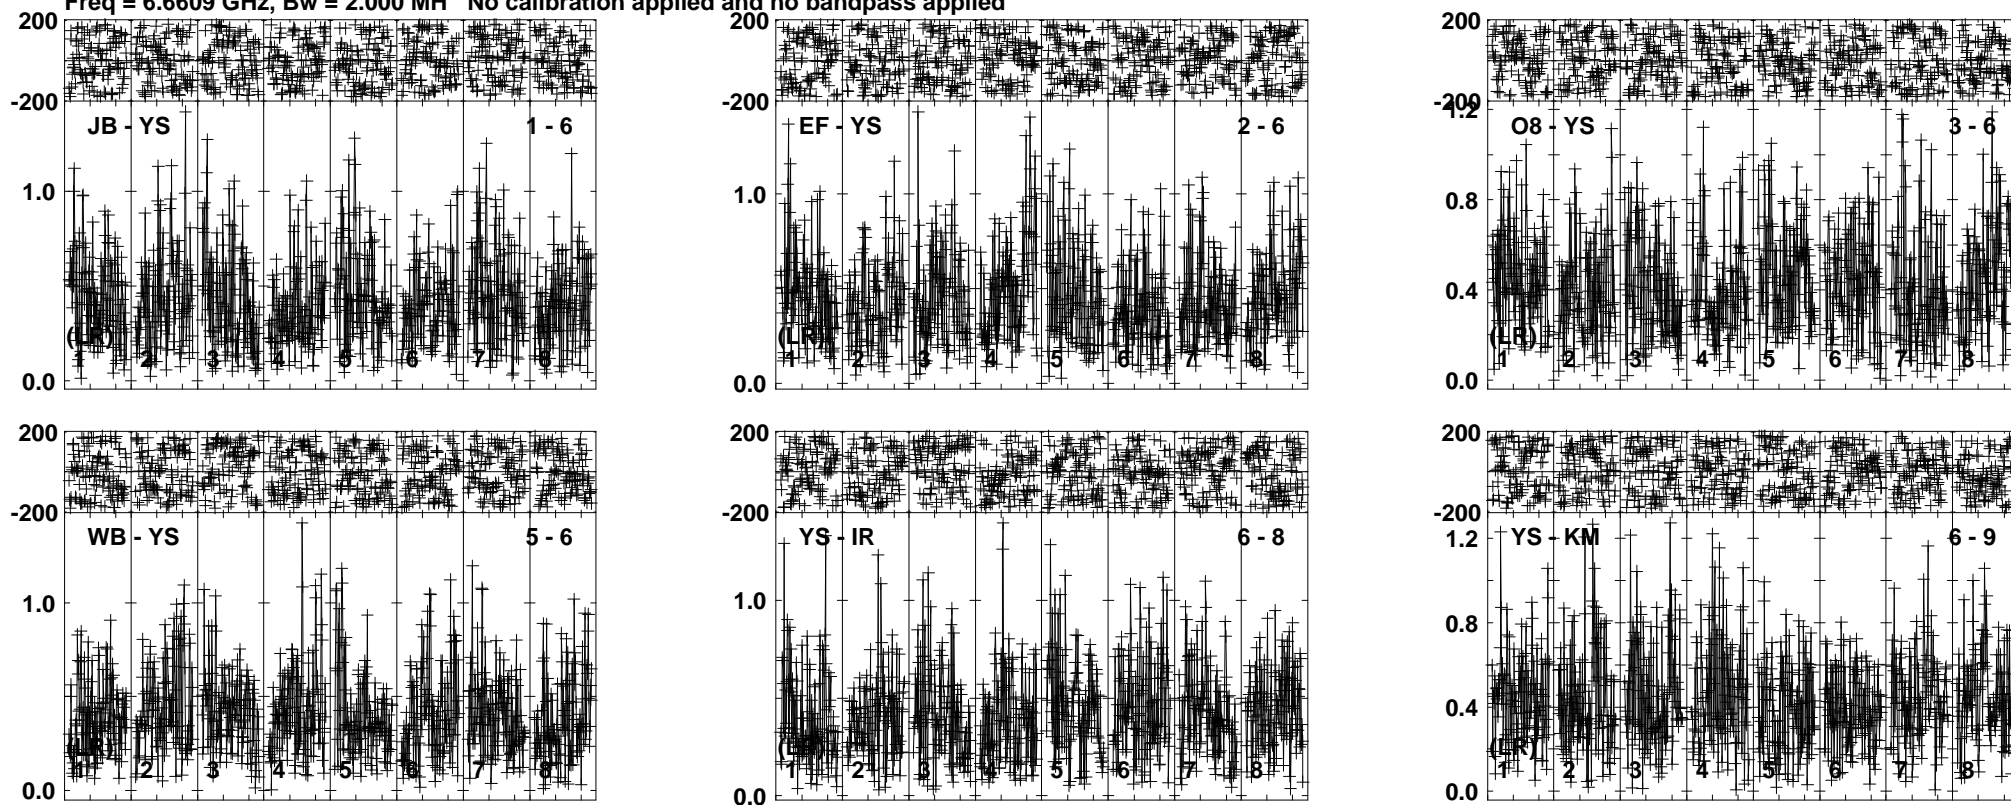 Freq = 6.6609 GHz, Bw = 2.000 MH No calibration applied and no bandpass applied
200
-200
JB - YS 1 - 6
1.0
(LR)
1 2 3 4 5 6 7 8
0.0
200
-200
EF - YS 2 - 6
1.0
(LR)
1 2 3 4 5 6 7 8
0.0
200
-200
1.2
O8 - YS 3 - 6
0.8
0.4
(LR)
1 2 3 4 5 6 7 8
0.0
200
-200
WB - YS 5 - 6
1.0
(LR)
1 2 3 4 5 6 7 8
0.0
200
-200
YS - IR 6 - 8
1.0
(LR)
1 2 3 4 5 6 7 8
0.0
200
-200
YS - KM 6 - 9
1.2
0.8
0.4
(LR)
1 2 3 4 5 6 7 8
0.0